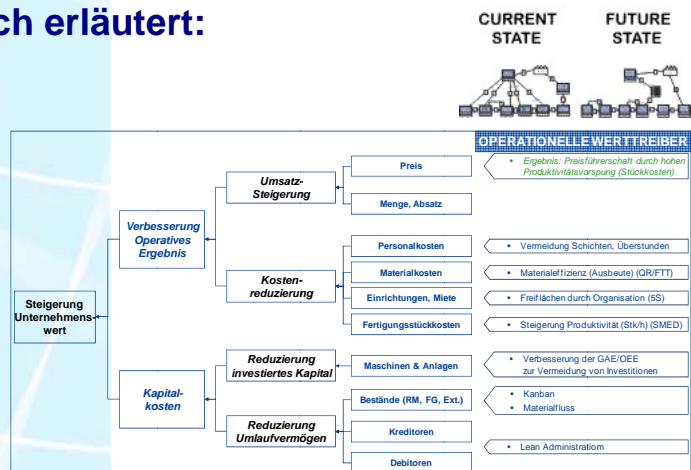 ch erläutert:
CURRENT
STATE
FUTURE
STATE
OPERATIONELLE WERTTREIBER
Steigerung
Unternehmens-
wert
Verbesserung
Operatives
Ergebnis
Kapital-
kosten
Umsatz-
Steigerung
Kosten-
reduzierung
Reduzierung
investiertes Kapital
Reduzierung
Umlaufvermögen
Preis
Menge, Absatz
Personalkosten
Materialkosten
Einrichtungen, Miete
Fertigungsstückkosten
Maschinen & Anlagen
Bestände (RM, FG, Ext.)
Kreditoren
Debitoren
• Ergebnis: Preisführerschaft durch hohen
Produktivitätsvorspung (Stückkosten)
• Vermeidung Schichten, Überstunden
• Materialeffizienz (Ausbeute) (QR/FTT)
• Freiflächen durch Organisation (5S)
• Steigerung Produktivität (Stk/h) (SMED)
• Verbesserung der GAE/OEE
zur Vermeidung von Investitionen
• Kanban
• Materialfluss
• Lean Administratiom